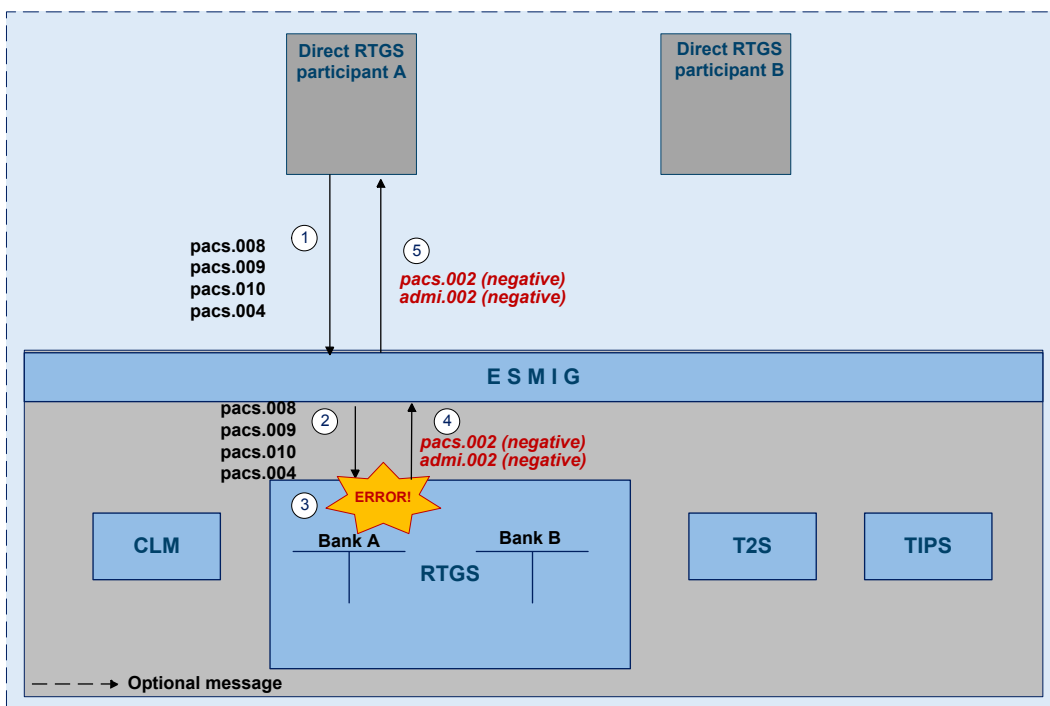 Direct RTGS
participant A
Direct RTGS
participant B
1
pacs.008
pacs.009
pacs.010
pacs.004
5
pacs.002 (negative)
admi.002 (negative)
E S M I G
pacs.008
pacs.009
pacs.010
pacs.004
2
4
pacs.002 (negative)
admi.002 (negative)
3
ERROR!
CLM
Bank A
Bank B
RTGS
T2S
TIPS
Optional message